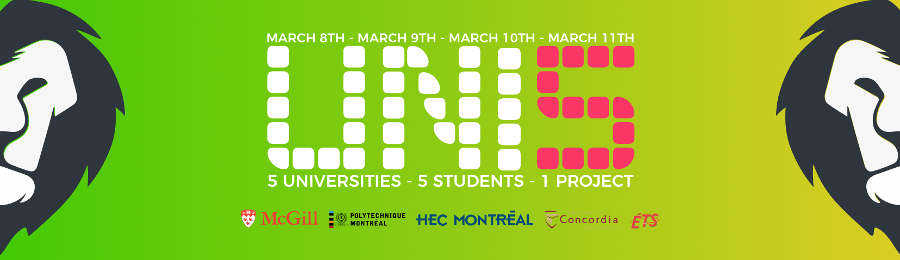 MARCH 8TH - MARCH 9TH - MARCH 10TH - MARCH 11TH
UNI5
5 UNIVERSITIES - 5 STUDENTS - 1 PROJECT
McGill POLYTECHNIQUE MONTRÉAL HEC MONTRÉAL Concordia ÉTS